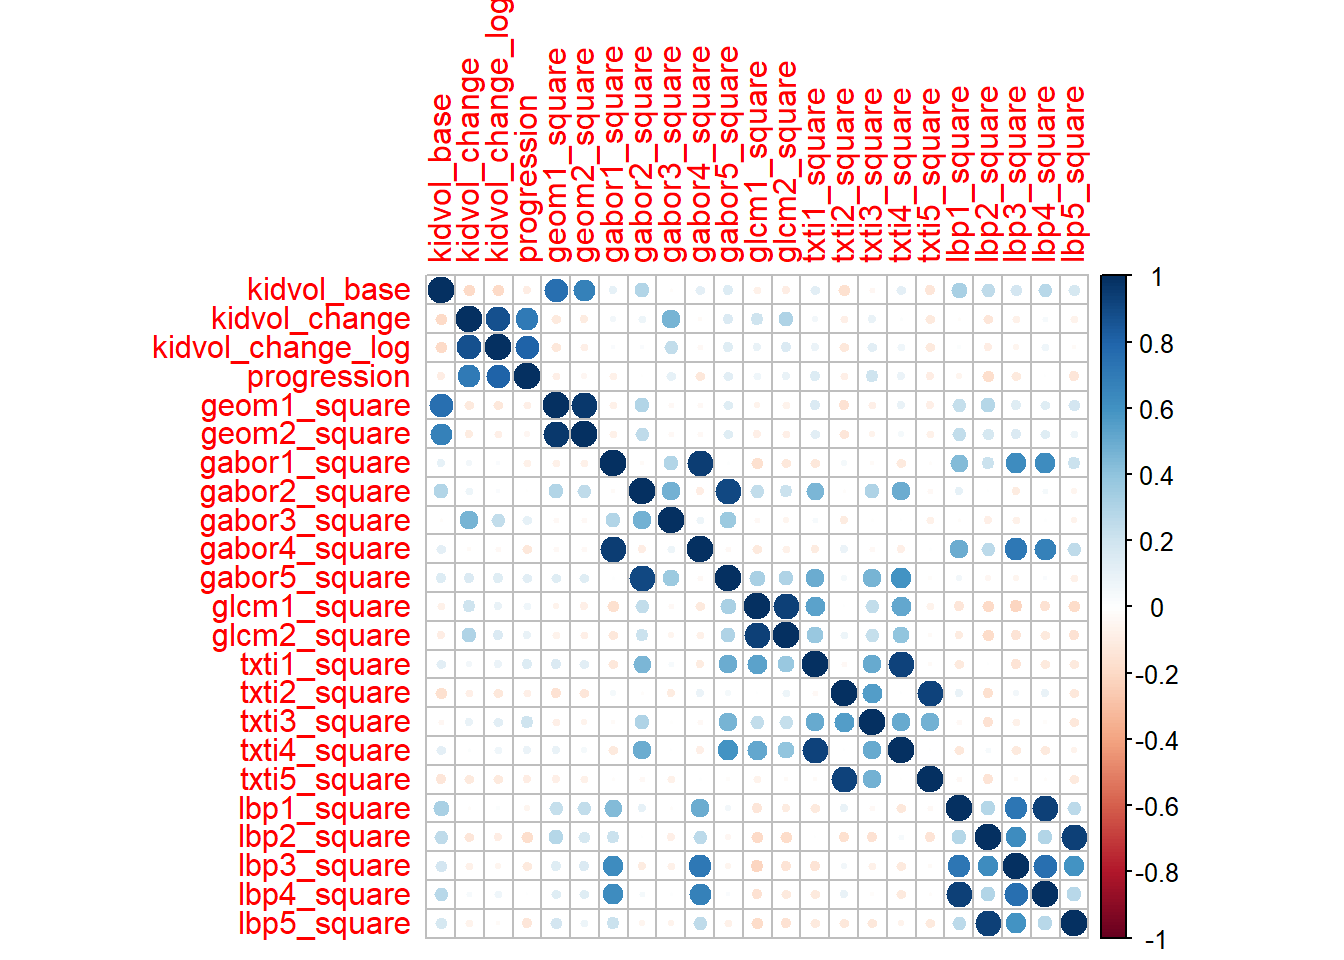 kidvol_base
kidvol_change
kidvol_change_log
progression
geom1_square
geom2_square
gabor1_square
gabor2_square
gabor3_square
gabor4_square
gabor5_square
glcm1_square
glcm2_square
txti1_square
txti2_square
txti3_square
txti4_square
txti5_square
lbp1_square
lbp2_square
lbp3_square
lbp4_square
lbp5_square
kidvol_base
kidvol_change
kidvol_change_log
progression
geom1_square
geom2_square
gabor1_square
gabor2_square
gabor3_square
gabor4_square
gabor5_square
glcm1_square
glcm2_square
txti1_square
txti2_square
txti3_square
txti4_square
txti5_square
lbp1_square
lbp2_square
lbp3_square
lbp4_square
lbp5_square
1
0.8
0.6
0.4
0.2
0
-0.2
-0.4
-0.6
-0.8
-1